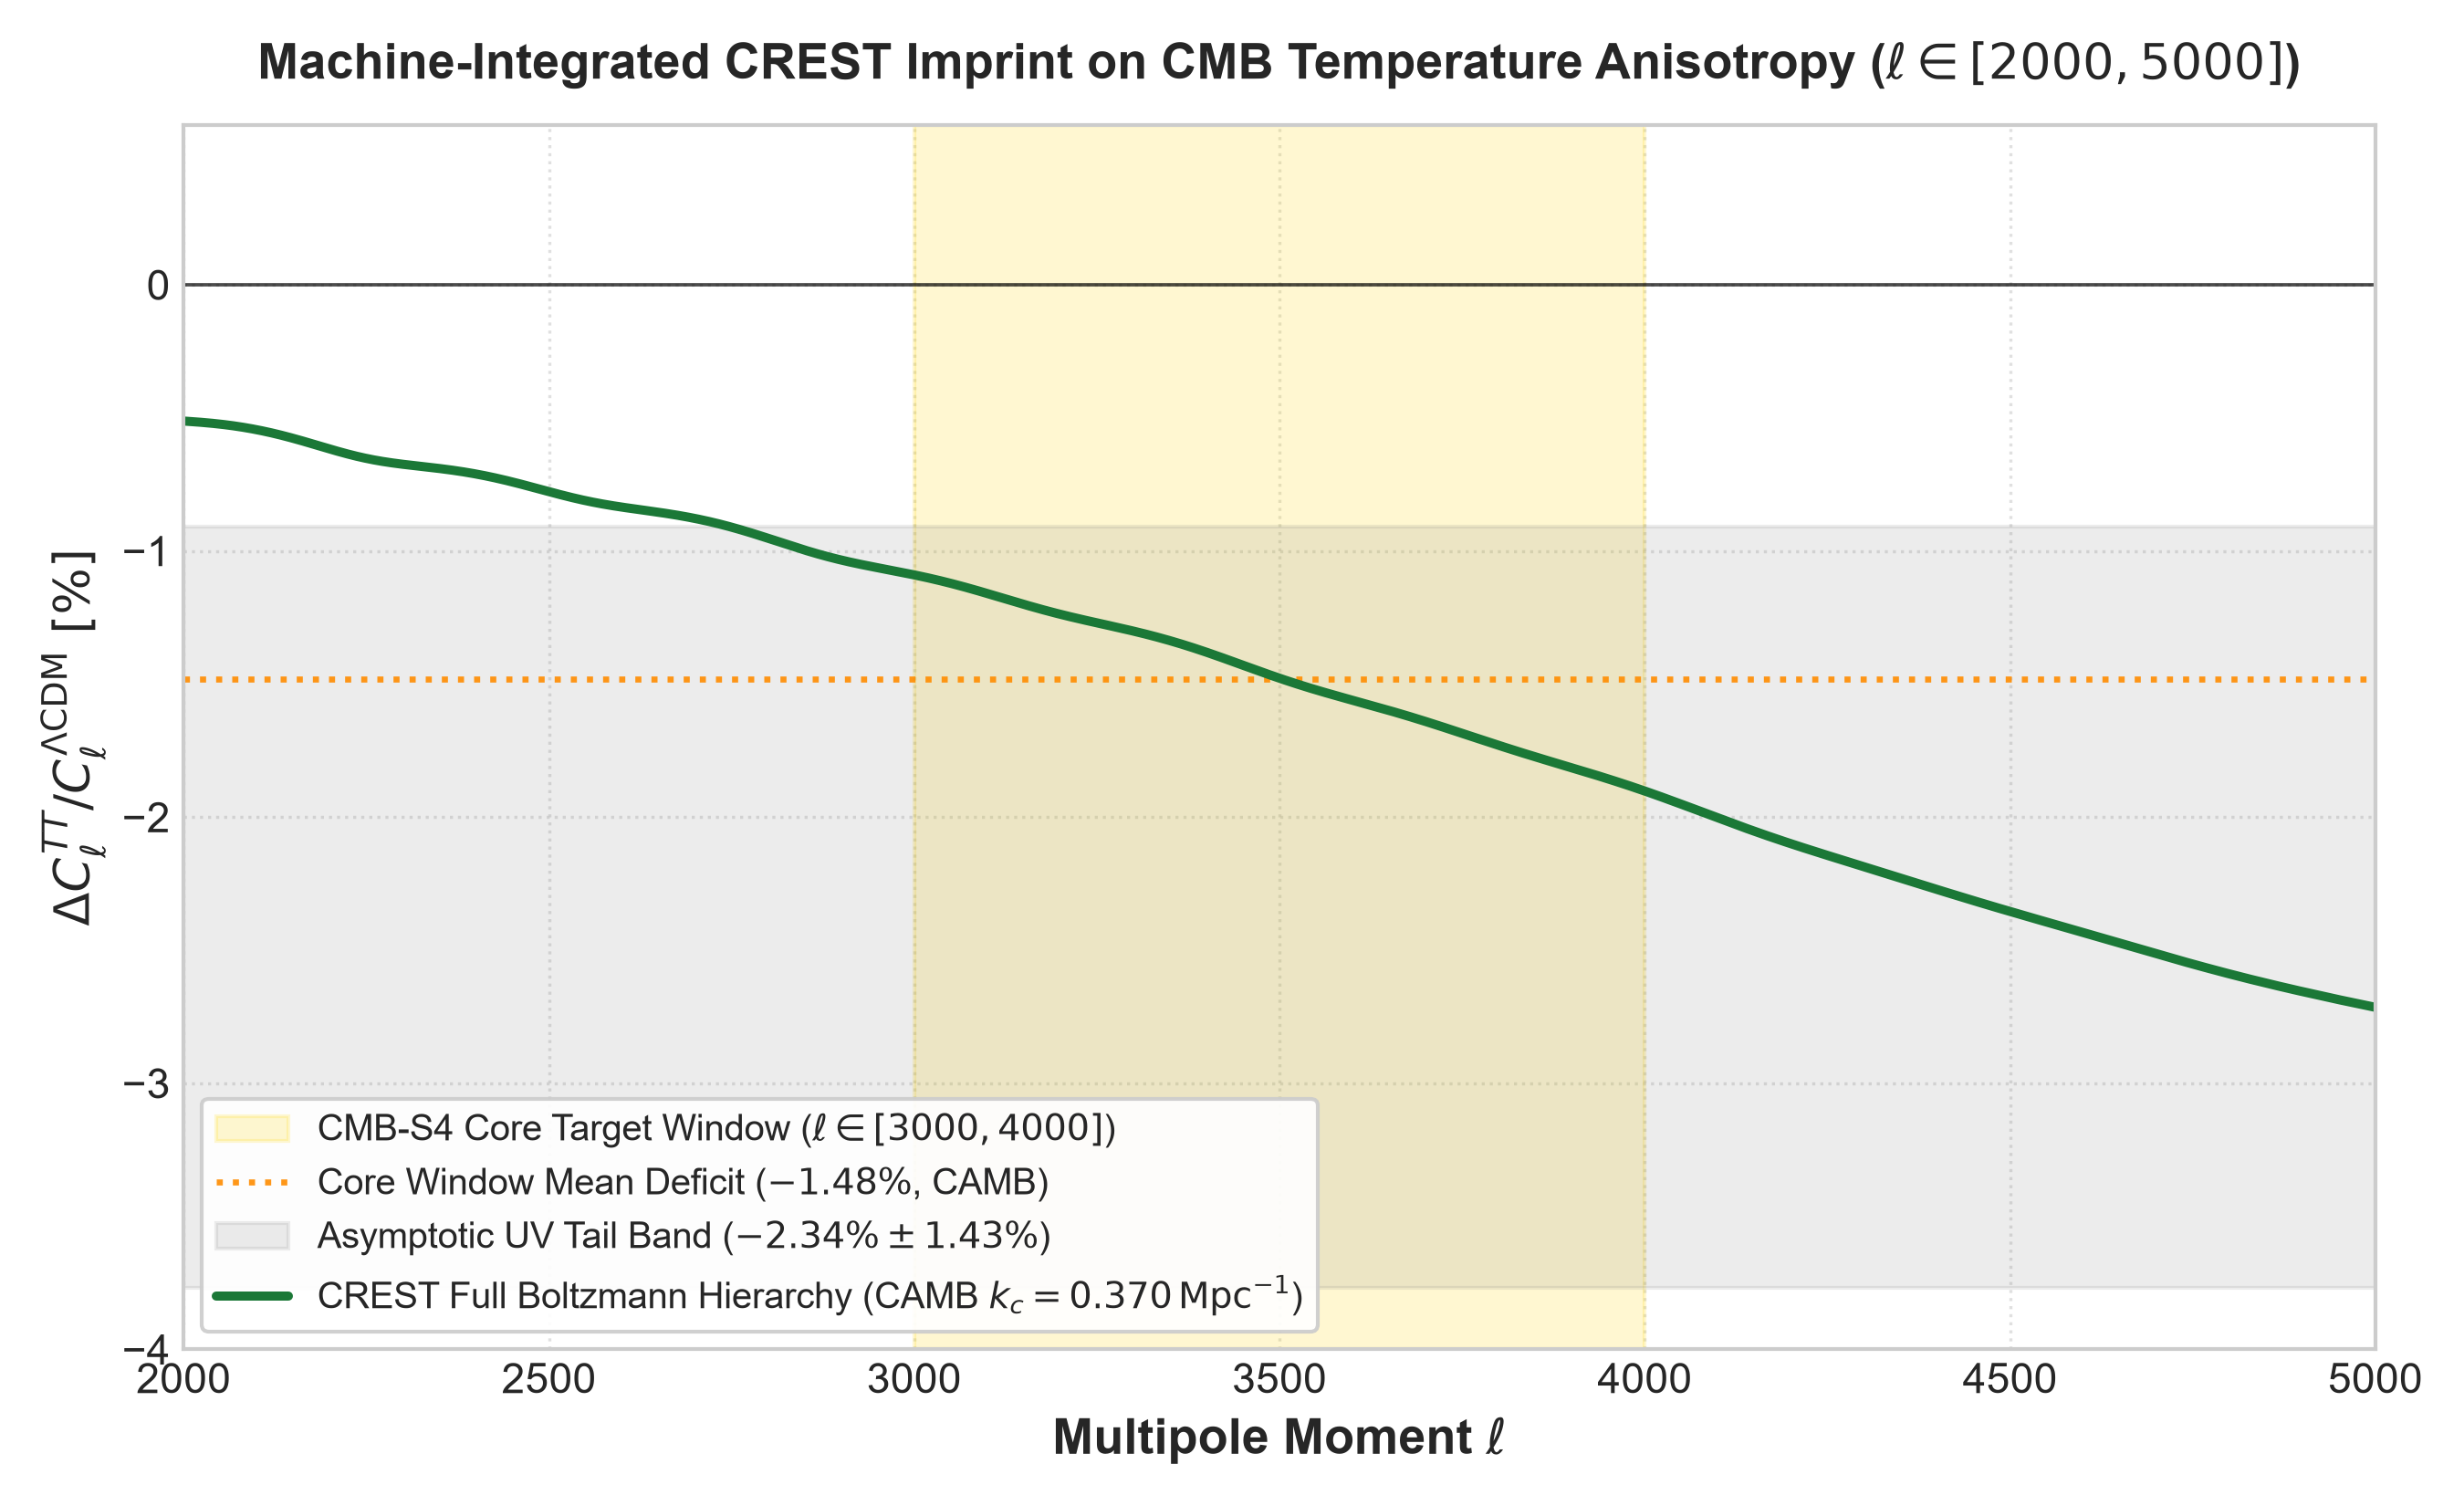 Machine-Integrated CREST Imprint on CMB Temperature Anisotropy (ℓ ∈ [2000, 5000])
ΔCℓᵀᵀ/Cℓ^ΛCDM [%]
0
−1
−2
−3
−4
CMB-S4 Core Target Window (ℓ ∈ [3000, 4000])
Core Window Mean Deficit (−1.48%, CAMB)
Asymptotic UV Tail Band (−2.34% ± 1.43%)
CREST Full Boltzmann Hierarchy (CAMB k_c = 0.370 Mpc⁻¹)
2000 2500 3000 3500 4000 4500 5000
Multipole Moment ℓ